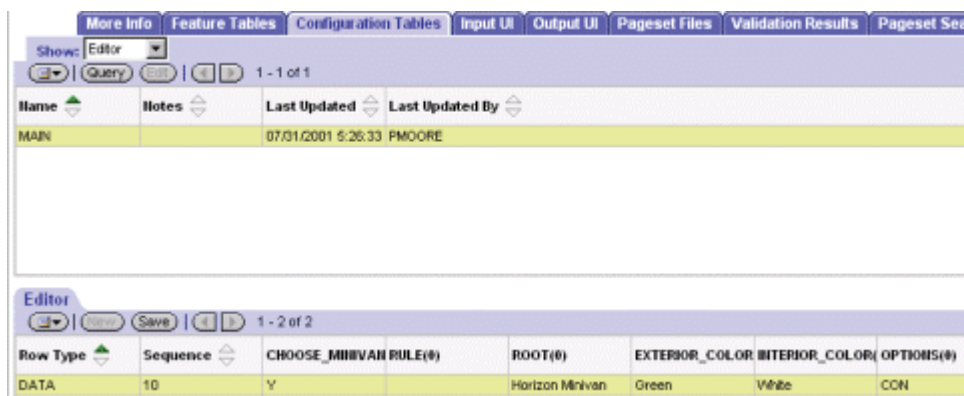 More Info Feature Tables Configuration Tables Input UI Output UI Pageset Files Validation Results Pageset Sea
Show: Editor
Query Edit 1 - 1 of 1
Name Notes Last Updated Last Updated By
MAIN 07/31/2001 5:26:33 PMOORE
Editor
New Save 1 - 2 of 2
Row Type Sequence CHOOSE_MINIVAN RULE(0) ROOT(0) EXTERIOR_COLOR INTERIOR_COLOR( OPTIONS(0)
DATA 10 Y Horizon Minivan Green White CON